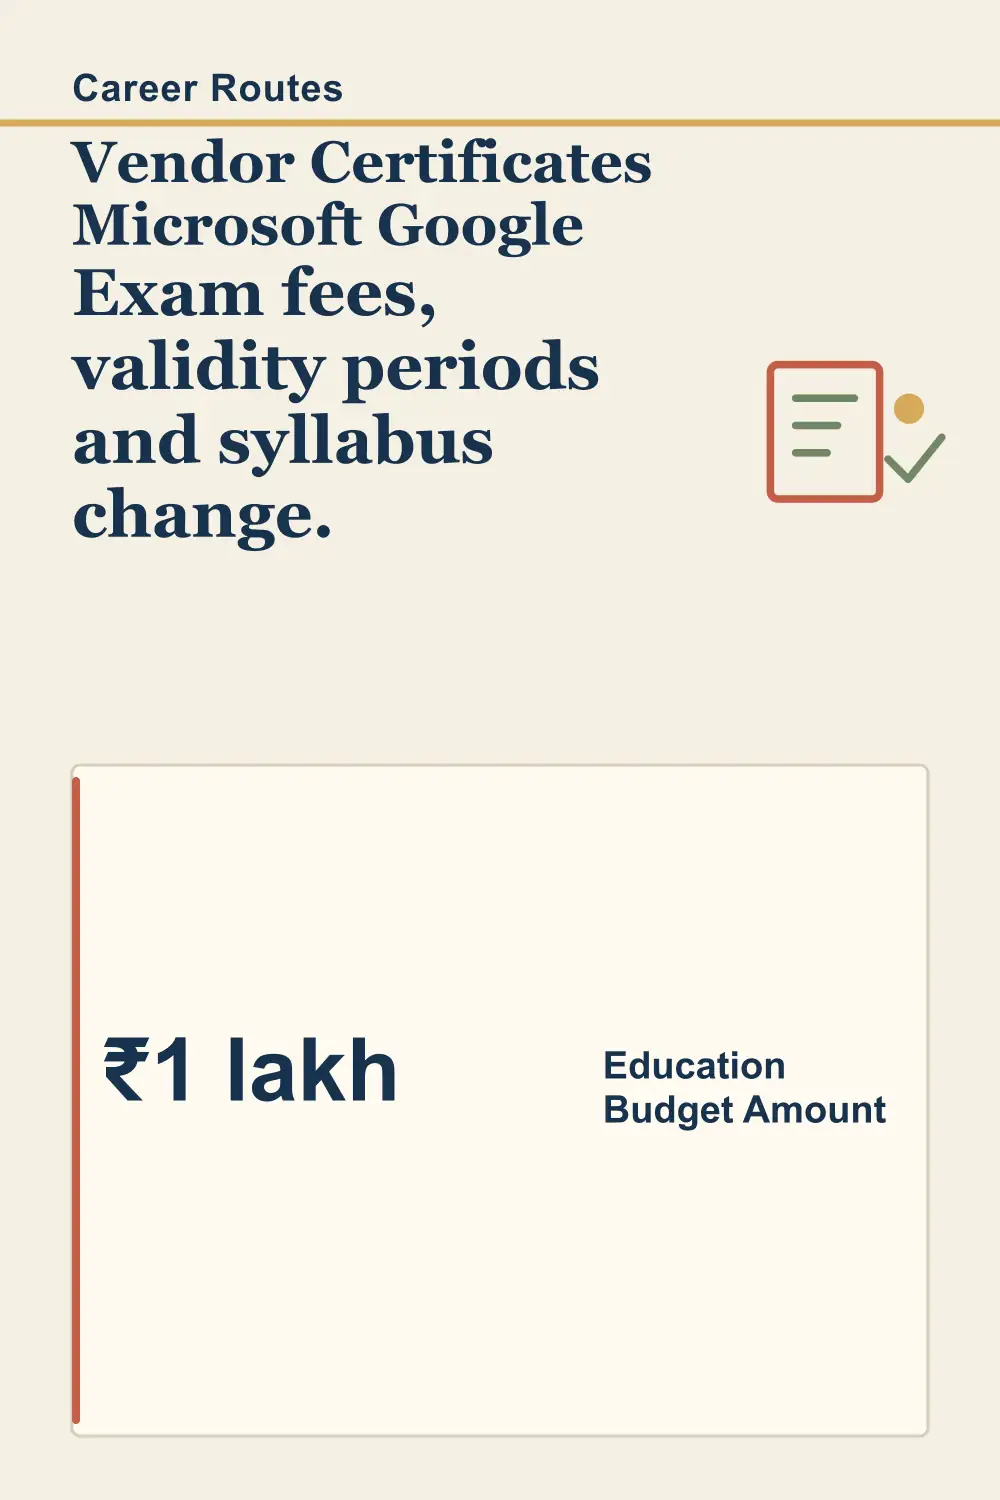 Career Routes
Vendor Certificates
Microsoft Google
Exam fees,
validity periods
and syllabus
change.
₹1 lakh
Education
Budget Amount